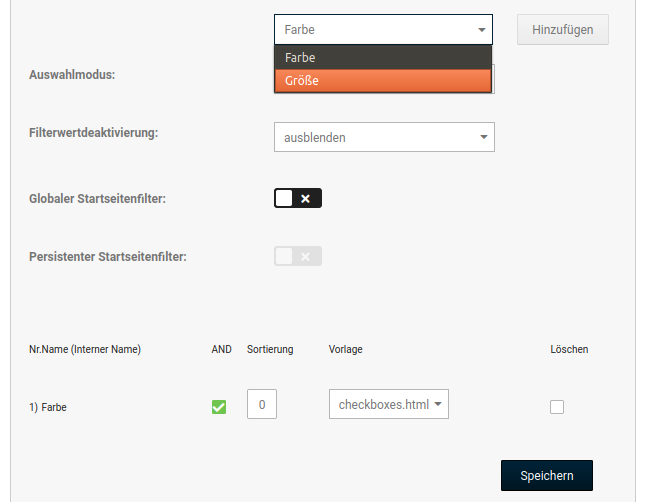 Farbe Hinzufügen
Farbe
Auswahlmodus:
Größe
Filterwertdeaktivierung: ausblenden
Globaler Startseitenfilter:
Persistenter Startseitenfilter:
Nr.Name (Interner Name) AND Sortierung Vorlage Löschen
1) Farbe 0 checkboxes.html
Speichern